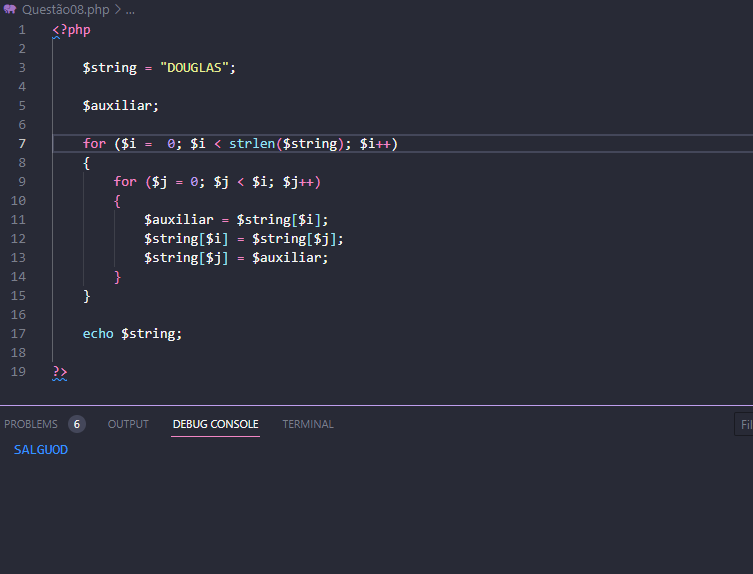 Questão08.php > ...
1 <?php
2
3 $string = "DOUGLAS";
4
5 $auxiliar;
6
7 for ($i =  0; $i < strlen($string); $i++)
8 {
9 for ($j = 0; $j < $i; $j++)
10 {
11 $auxiliar = $string[$i];
12 $string[$i] = $string[$j];
13 $string[$j] = $auxiliar;
14 }
15 }
16
17 echo $string;
18
19 ?>
PROBLEMS 6 OUTPUT DEBUG CONSOLE TERMINAL Fil
SALGUOD